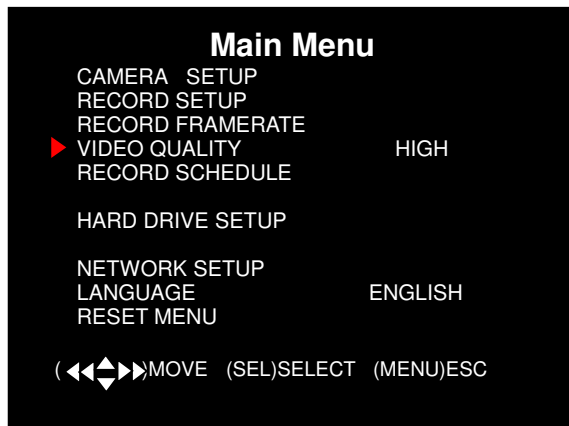 Main Menu
CAMERA SETUP
RECORD SETUP
RECORD FRAMERATE
VIDEO QUALITY HIGH
RECORD SCHEDULE
HARD DRIVE SETUP
NETWORK SETUP
LANGUAGE ENGLISH
RESET MENU
( )MOVE (SEL)SELECT (MENU)ESC